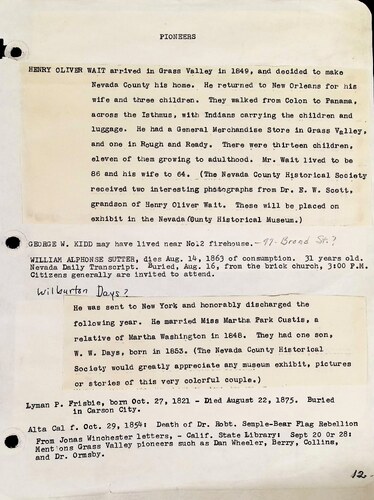 PIONEERS
HENRY OLIVER WAIT arrived in Grass Valley in 1849, and decided to make
Nevada County his home. He returned to New Orleans for his
wife and three children. They walked from Colon to Panama,
across the Isthmus, with Indians carrying the children and
luggage. He had a General Merchandise Store in Grass Valley,
and one in Rough and Ready. There were thirteen children,
eleven of them growing to adulthood. Mr. Wait lived to be
86 and his wife to 64. (The Nevada County Historical Society
received two interesting photographs from Dr. E. W. Scott,
grandson of Henry Oliver Wait. These will be placed on
exhibit in the Nevada County Historical Museum.)
GEORGE W. KIDD may have lived near No.2 firehouse. - ??. Broad St.?
WILLIAM ALPHONSE SUTTER, died Aug. 14, 1863 of consumption. 31 years old.
Nevada Daily Transcript. Buried, Aug. 16, from the brick church, 3:00 P.M.
Citizens generally are invited to attend.
Wilburton Days?
He was sent to New York and honorably discharged the
following year. He married Miss Martha Park Custis, a
relative of Martha Washington in 1848. They had one son,
W. W. Days, born in 1853. (The Nevada County Historical
Society would greatly appreciate any museum exhibit, pictures
or stories of this very colorful couple.)
Lyman P. Frisbie, born Oct. 27, 1821 - Died August 22, 1875. Buried
in Carson City.
Alta Cal f. Oct. 29, 1854: Death of Dr. Robt. Semple-Bear Flag Rebellion
From Jonas Winchester letters, - Calif. State Library: Sept 20 Or 28:
Mentions Grass Valley pioneers such as Dan Wheeler, Berry, Collins,
and Dr. Ormsby.
12-